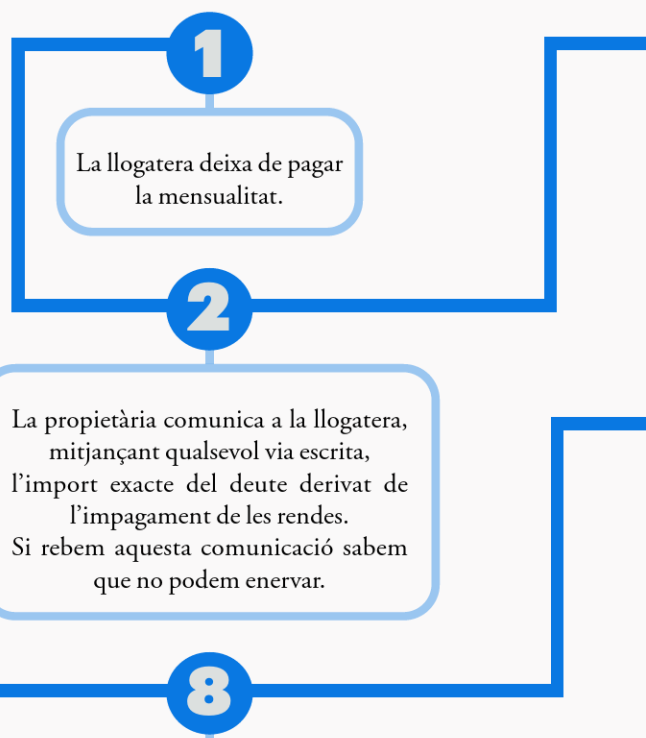 1
La llogatera deixa de pagar
la mensualitat.
2
La propietària comunica a la llogatera,
mitjançant qualsevol via escrita,
l’import exacte del deute derivat de
l’impagament de les rendes.
Si rebem aquesta comunicació sabem
que no podem enervar.
8